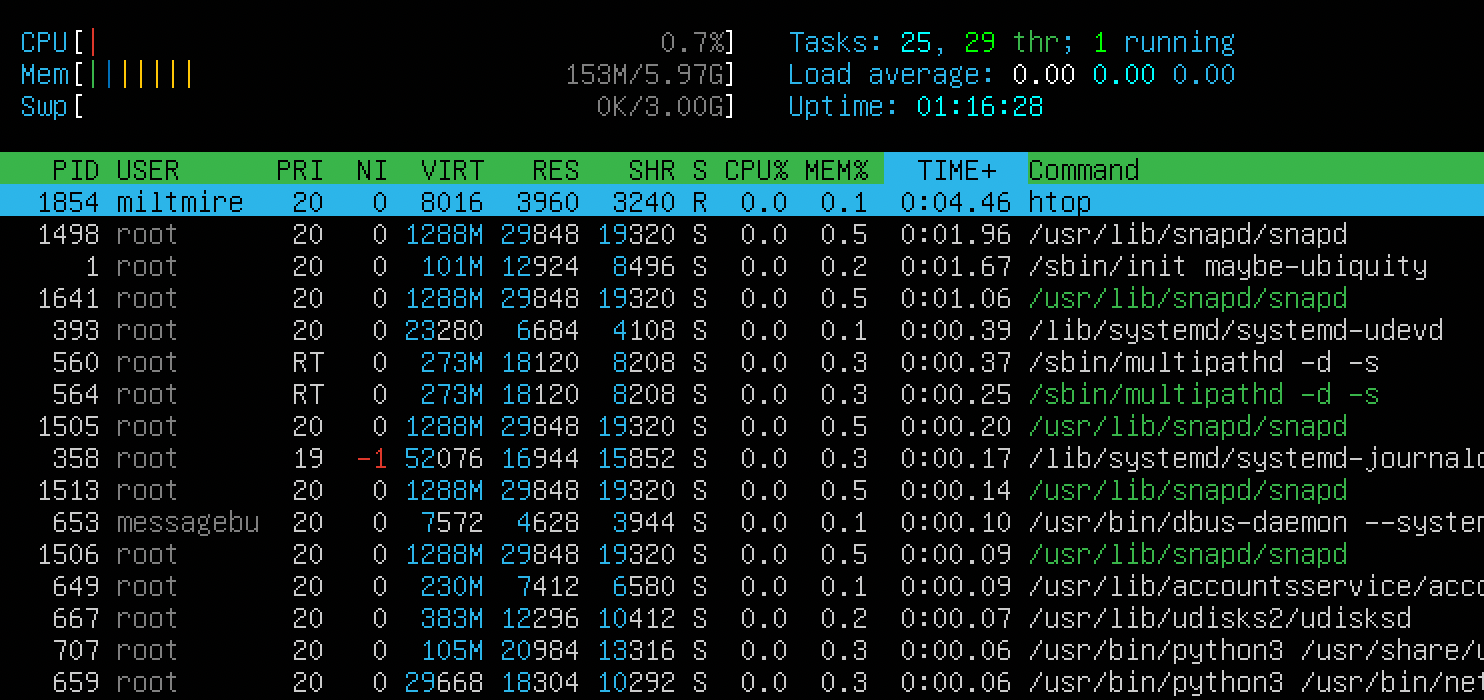 CPU[| 0.7%] Tasks: 25, 29 thr; 1 running
Mem[||||||| 153M/5.97G] Load average: 0.00 0.00 0.00
Swp[ 0K/3.00G] Uptime: 01:16:28
PID USER PRI NI VIRT RES SHR S CPU% MEM% TIME+ Command
1854 miltmire 20 0 8016 3960 3240 R 0.0 0.1 0:04.46 htop
1498 root 20 0 1288M 29848 19320 S 0.0 0.5 0:01.96 /usr/lib/snapd/snapd
1 root 20 0 101M 12924 8496 S 0.0 0.2 0:01.67 /sbin/init maybe-ubiquity
1641 root 20 0 1288M 29848 19320 S 0.0 0.5 0:01.06 /usr/lib/snapd/snapd
393 root 20 0 23280 6684 4108 S 0.0 0.1 0:00.39 /lib/systemd/systemd-udevd
560 root RT 0 273M 18120 8208 S 0.0 0.3 0:00.37 /sbin/multipathd -d -s
564 root RT 0 273M 18120 8208 S 0.0 0.3 0:00.25 /sbin/multipathd -d -s
1505 root 20 0 1288M 29848 19320 S 0.0 0.5 0:00.20 /usr/lib/snapd/snapd
358 root 19 -1 52076 16944 15852 S 0.0 0.3 0:00.17 /lib/systemd/systemd-journald
1513 root 20 0 1288M 29848 19320 S 0.0 0.5 0:00.14 /usr/lib/snapd/snapd
653 messagebu 20 0 7572 4628 3944 S 0.0 0.1 0:00.10 /usr/bin/dbus-daemon --system
1506 root 20 0 1288M 29848 19320 S 0.0 0.5 0:00.09 /usr/lib/snapd/snapd
649 root 20 0 230M 7412 6580 S 0.0 0.1 0:00.09 /usr/lib/accountsservice/acco
667 root 20 0 383M 12296 10412 S 0.0 0.2 0:00.07 /usr/lib/udisks2/udisksd
707 root 20 0 105M 20984 13316 S 0.0 0.3 0:00.06 /usr/bin/python3 /usr/share/u
659 root 20 0 29668 18304 10292 S 0.0 0.3 0:00.06 /usr/bin/python3 /usr/bin/net